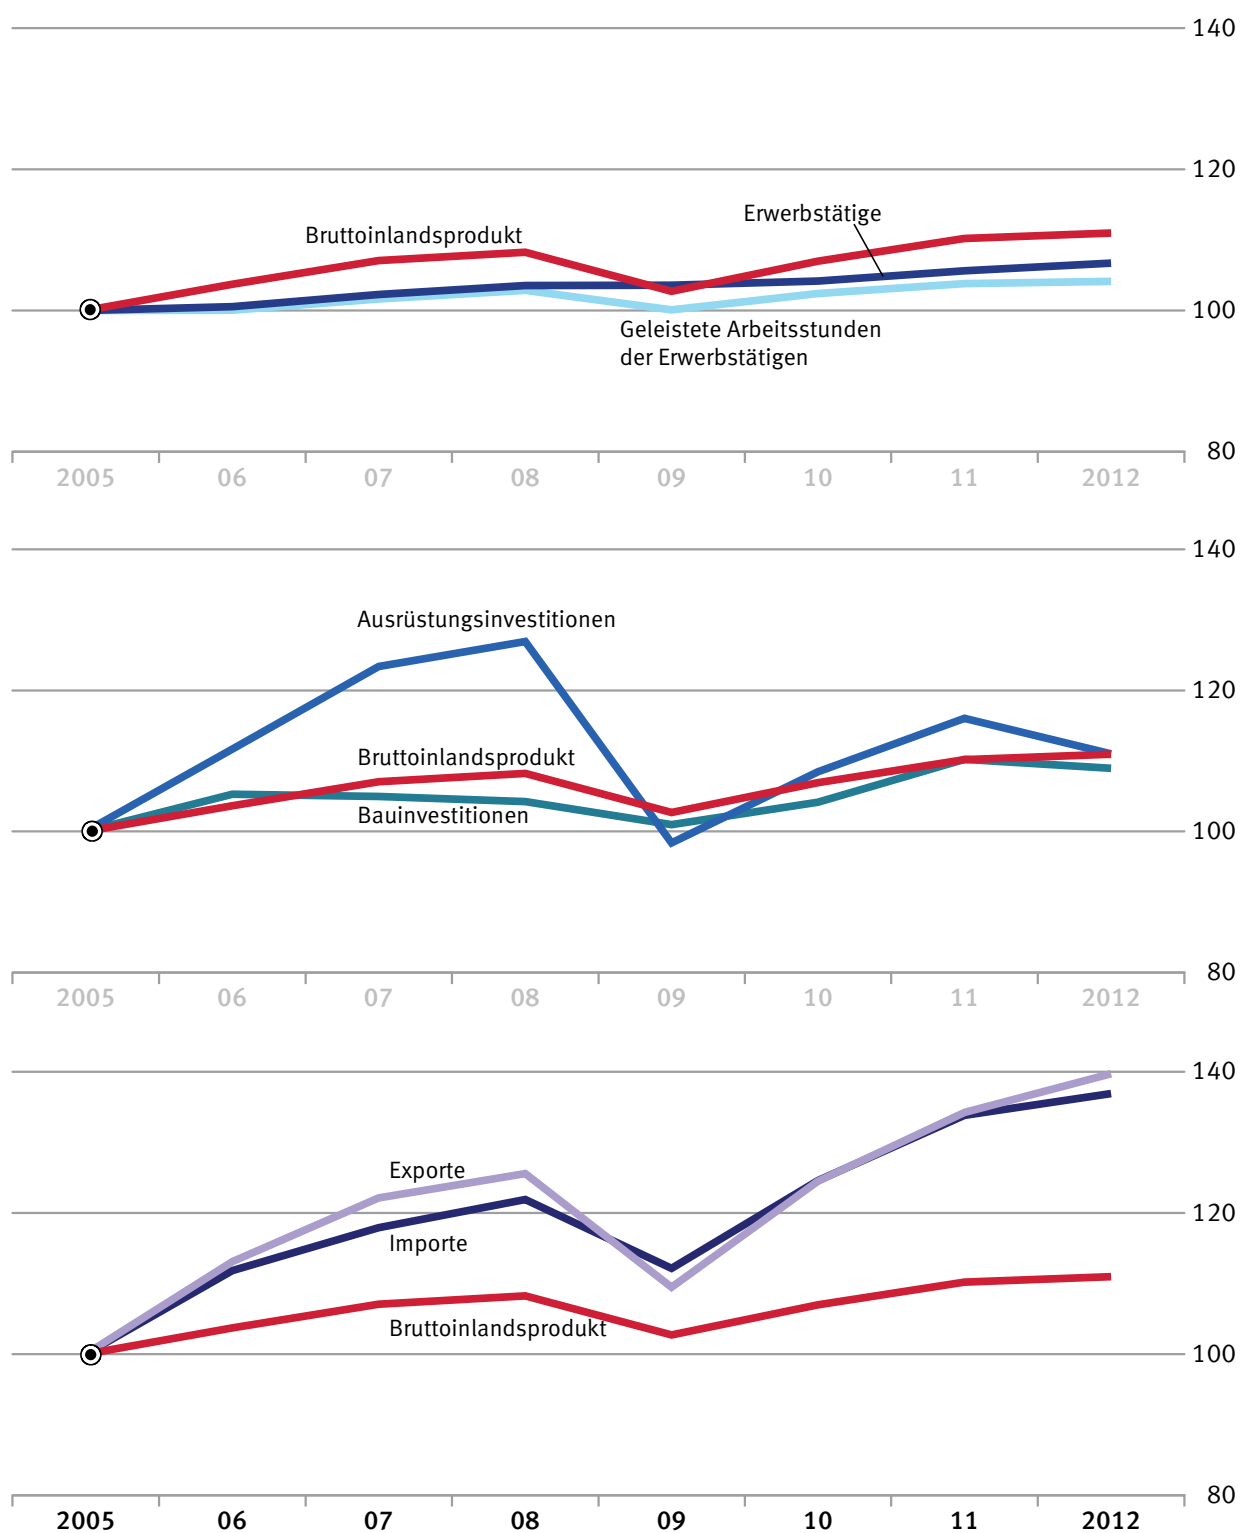 140
120
Erwerbstätige
Bruttoinlandsprodukt
100
Geleistete Arbeitsstunden
der Erwerbstätigen
80
2005 06 07 08 09 10 11 2012
140
Ausrüstungsinvestitionen
120
Bruttoinlandsprodukt
Bauinvestitionen
100
80
2005 06 07 08 09 10 11 2012
140
Exporte
120
Importe
Bruttoinlandsprodukt
100
80
2005 06 07 08 09 10 11 2012